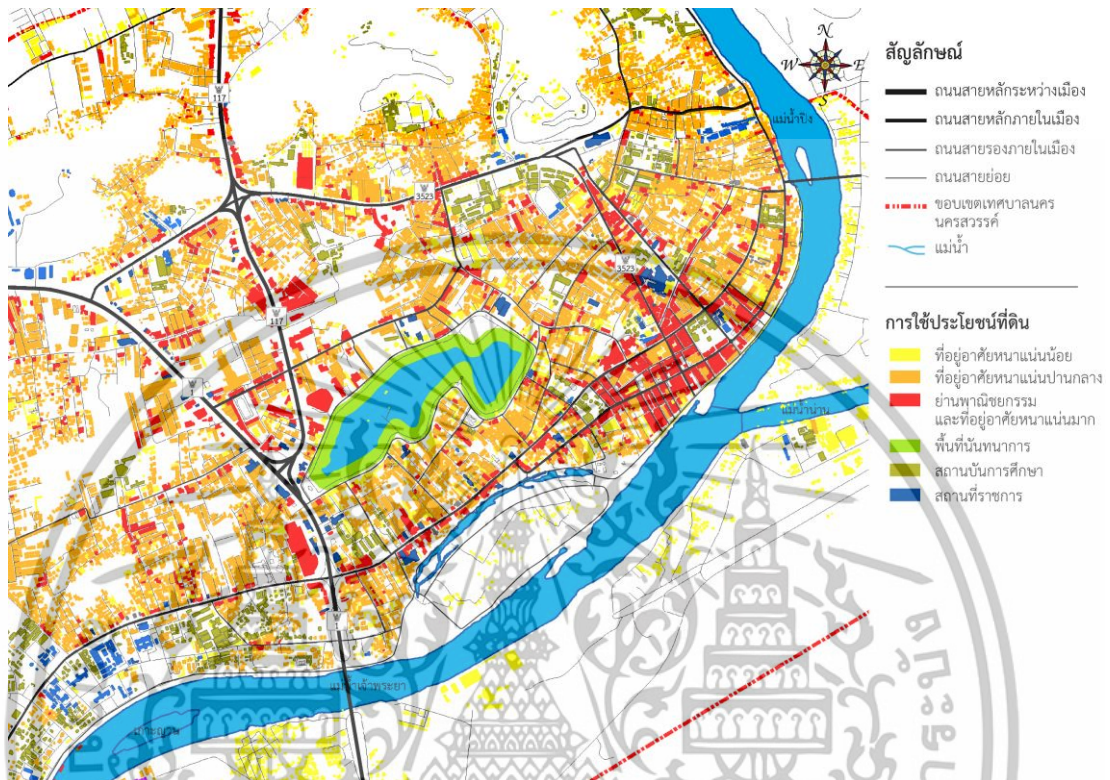 N
W E
S
สัญลักษณ์
ถนนสายหลักระหว่างเมือง
ถนนสายหลักภายในเมือง
ถนนสายรองภายในเมือง
ถนนสายย่อย
ขอบเขตเทศบาลนคร
นครสวรรค์
แม่น้ำ
การใช้ประโยชน์ที่ดิน
ที่อยู่อาศัยหนาแน่นน้อย
ที่อยู่อาศัยหนาแน่นปานกลาง
ย่านพาณิชยกรรม
และที่อยู่อาศัยหนาแน่นมาก
พื้นที่นันทนาการ
สถานบันการศึกษา
สถานที่ราชการ
117
แม่น้ำปิง
3523
3523
117
1
แม่น้ำน่าน
1
แม่น้ำเจ้าพระยา
เกาะญวน